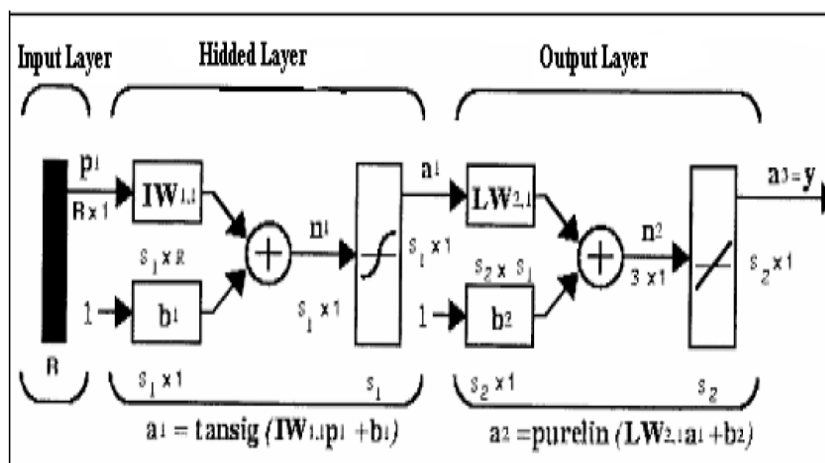 Input Layer
Hidded Layer
Output Layer
p1
R x 1
IW1,1
S1 x R
1
b1
S1 x 1
R
+
n1
S1 x 1
S1
a1
S1 x 1
a1 = tansig (IW1,1p1 + b1)
LW2,1
S2 x S1
1
b2
S2 x 1
+
n2
3 x 1
S2
a3 = y
S2 x 1
a2 =purelin (LW2,1a1 +b2)